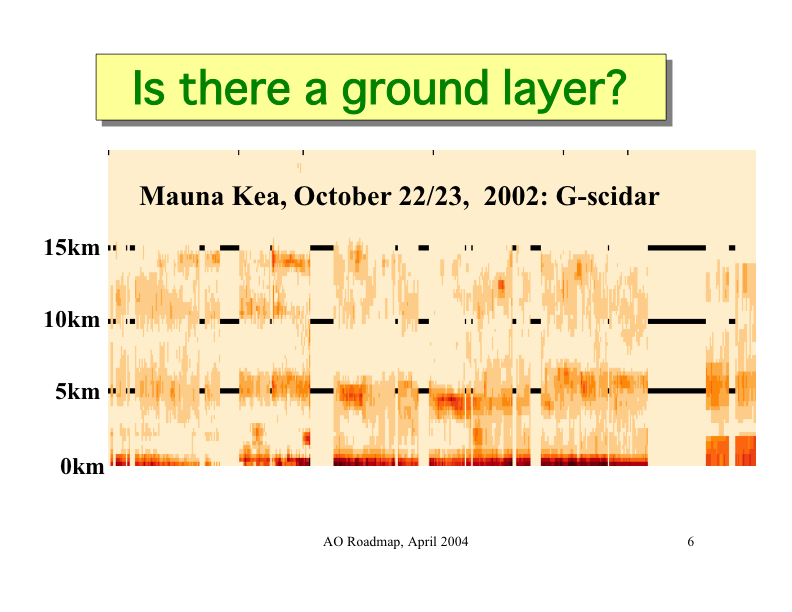 Is there a ground layer?
Mauna Kea, October 22/23, 2002: G-scidar
15km
10km
5km
0km
AO Roadmap, April 2004
6